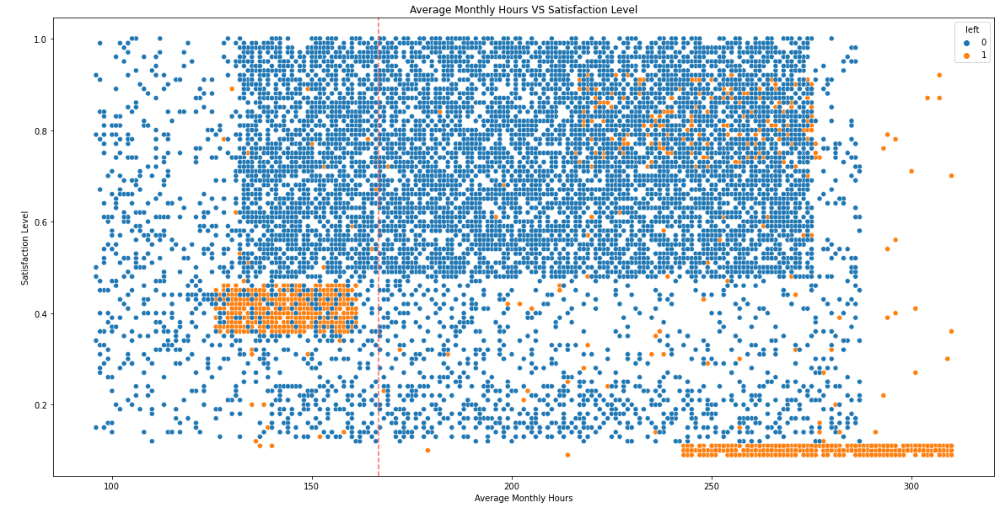 Average Monthly Hours VS Satisfaction Level
left
0
1
1.0
0.8
0.6
0.4
0.2
Satisfaction Level
100 150 200 250 300
Average Monthly Hours